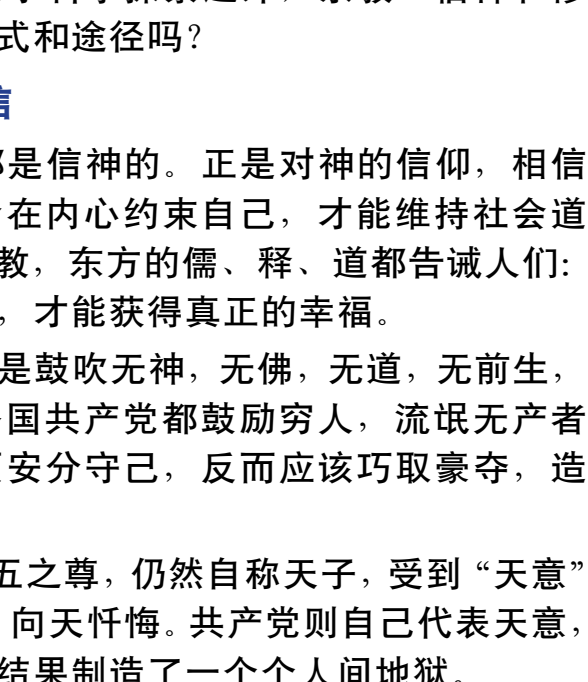 式和途径吗？
信
是信神的。正是对神的信仰，相信
在内心约束自己，才能维持社会道
教，东方的儒、释、道都告诫人们：
，才能获得真正的幸福。
是鼓吹无神，无佛，无道，无前生，
国共产党都鼓励穷人，流氓无产者
安分守己，反而应该巧取豪夺，造
五之尊，仍然自称天子，受到“天意”
向天忏悔。共产党则自己代表天意，
结果制造了一个个人间地狱。